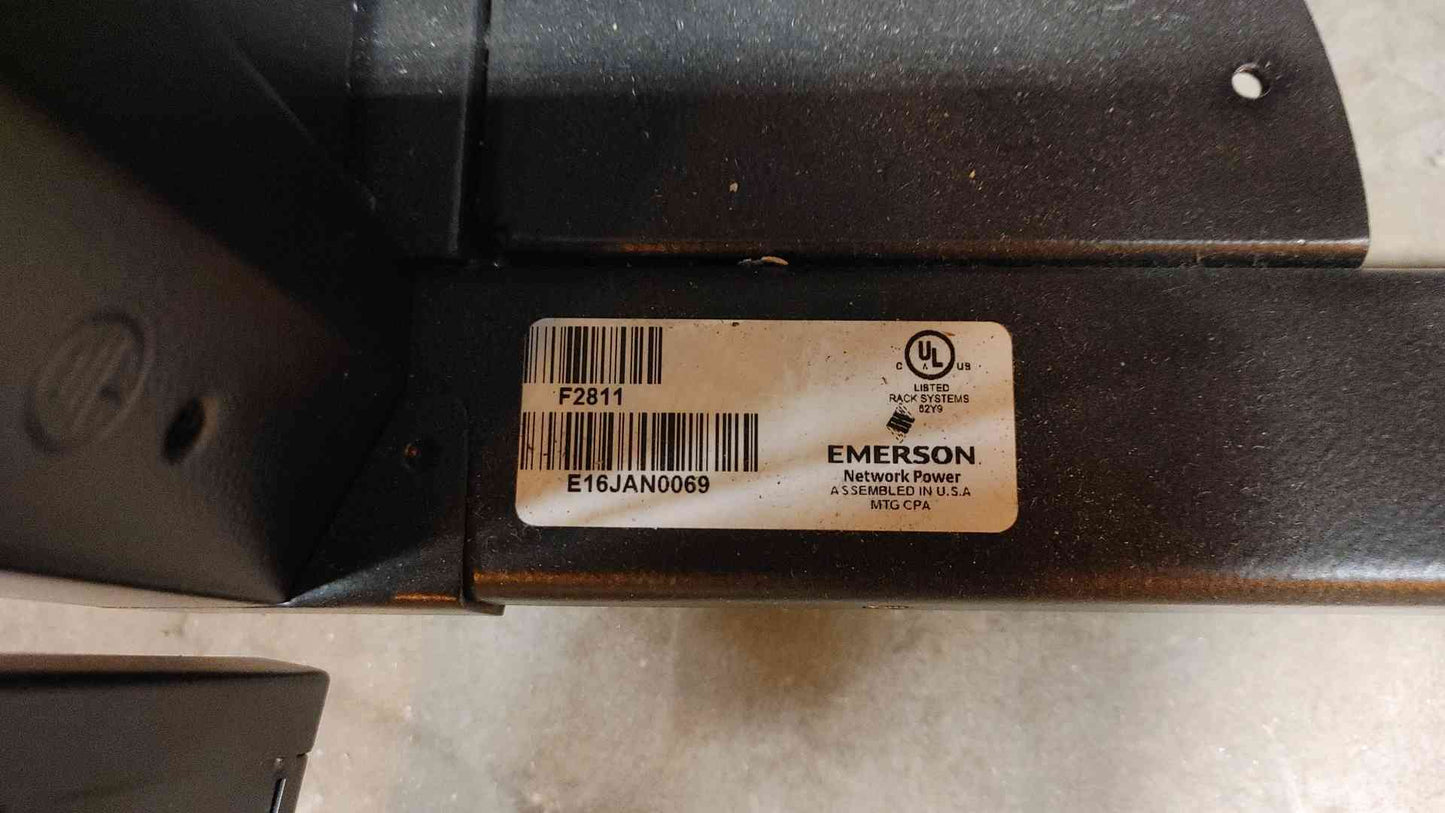 F2811
E16JAN0069
C UL US
LISTED
RACK SYSTEMS
62Y9
EMERSON
Network Power
ASSEMBLED IN U.S.A
MTG CPA